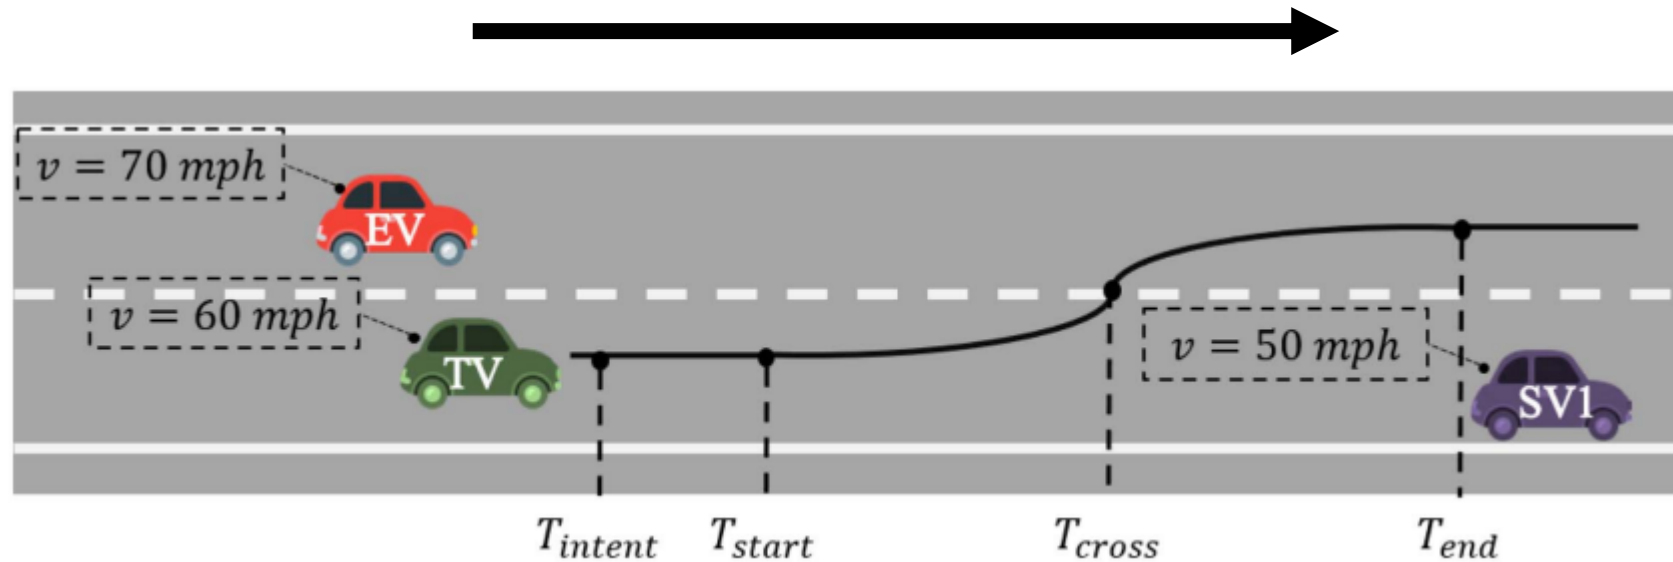 v = 70 mph
EV
v = 60 mph
TV
v = 50 mph
SV1
T_intent T_start T_cross T_end